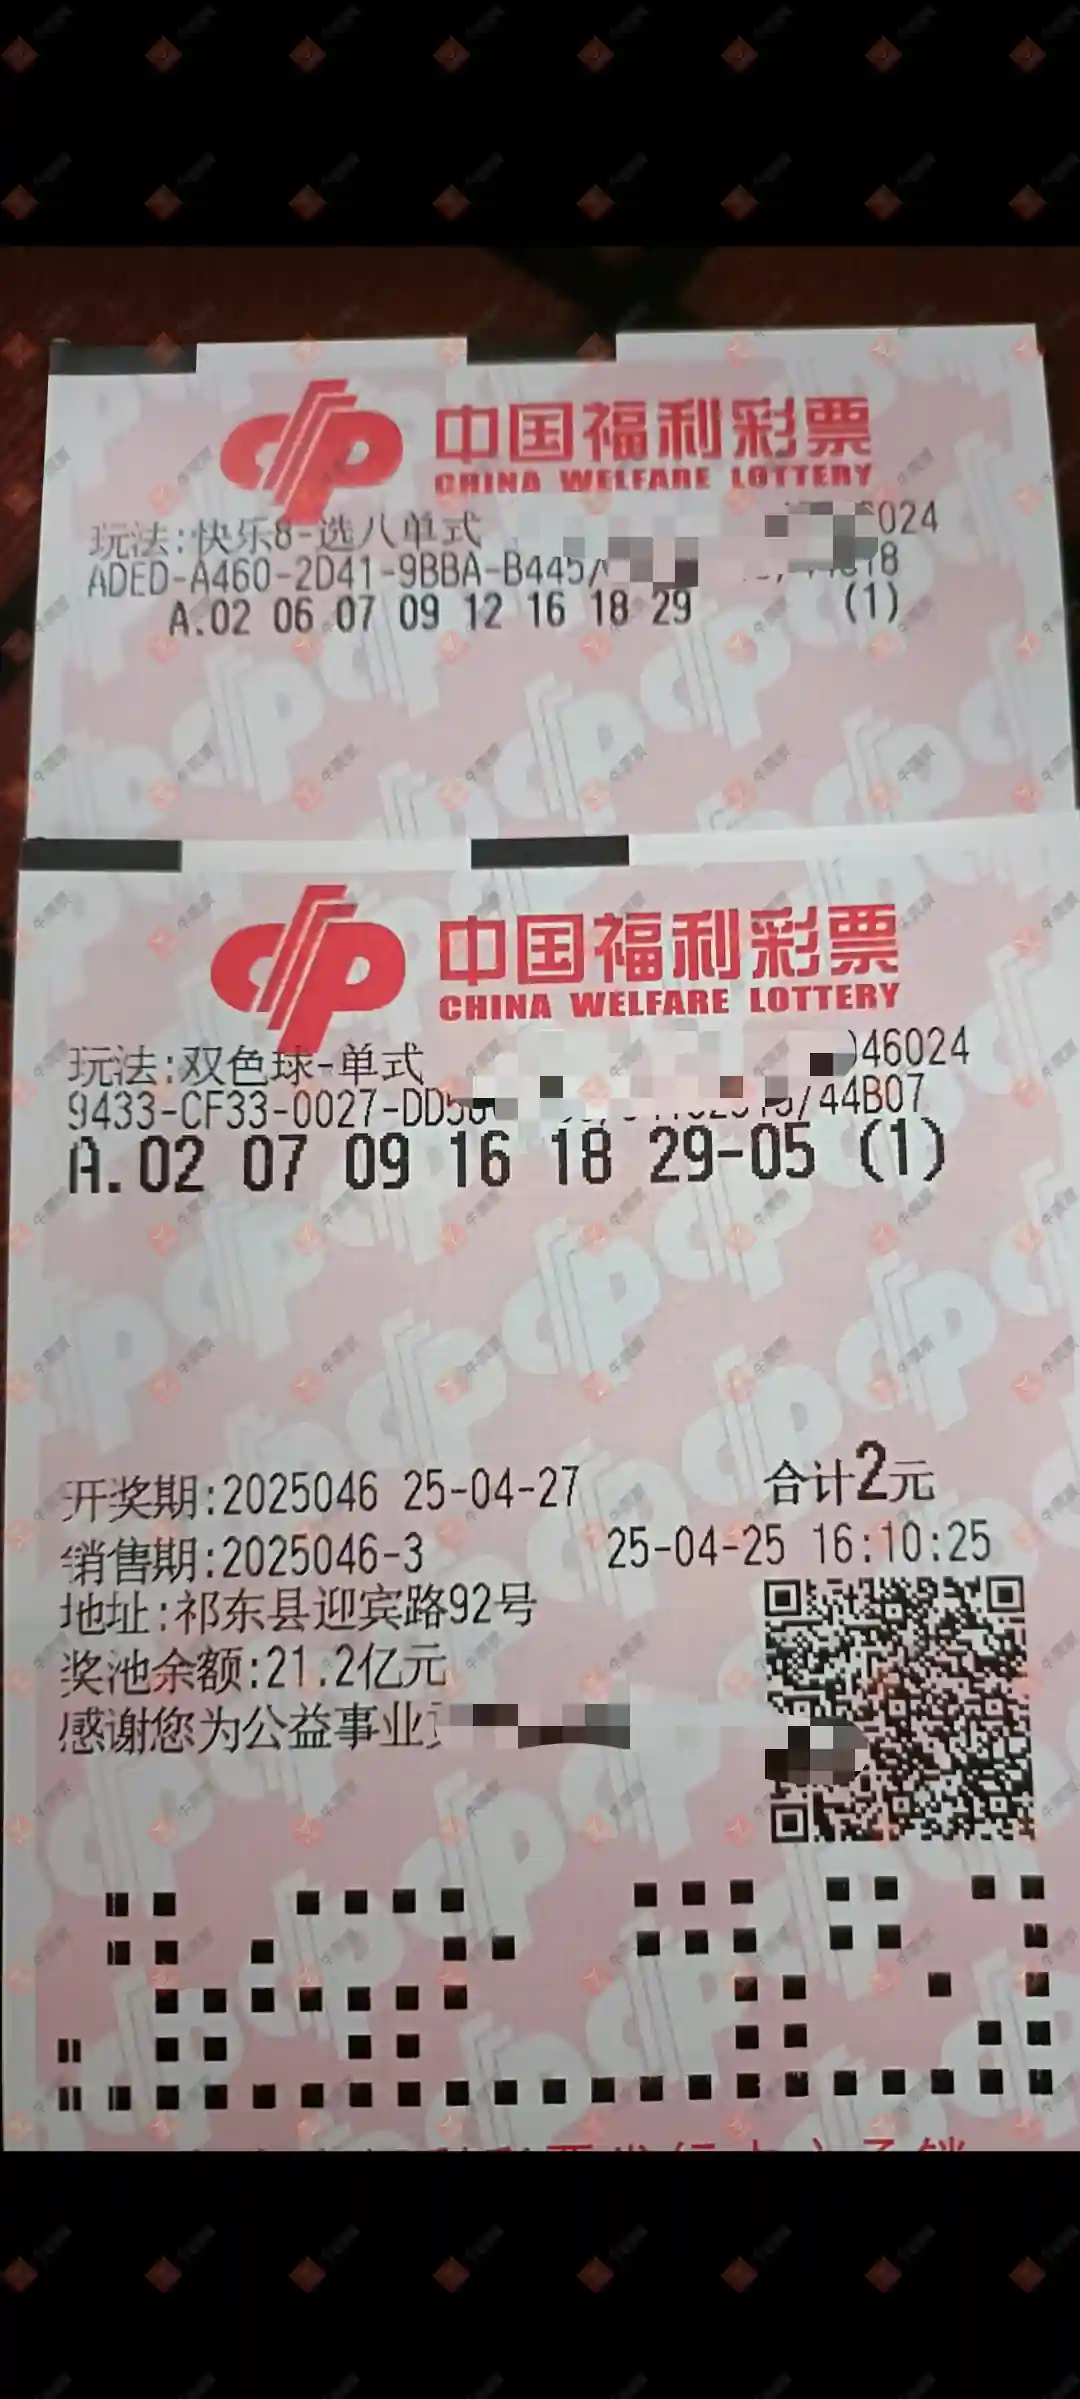 中国福利彩票
CHINA WELFARE LOTTERY
玩法:快乐8-选八单式 024
ADED-A460-2D41-9BBA-B445/
A.02 06 07 09 12 16 18 29 (1)
中国福利彩票
CHINA WELFARE LOTTERY
玩法:双色球-单式 46024
9433-CF33-0027-DD5 /44B07
A.02 07 09 16 18 29-05 (1)
开奖期:2025046 25-04-27 合计2元
销售期:2025046-3 25-04-25 16:10:25
地址:祁东县迎宾路92号
奖池余额:21.2亿元
感谢您为公益事业